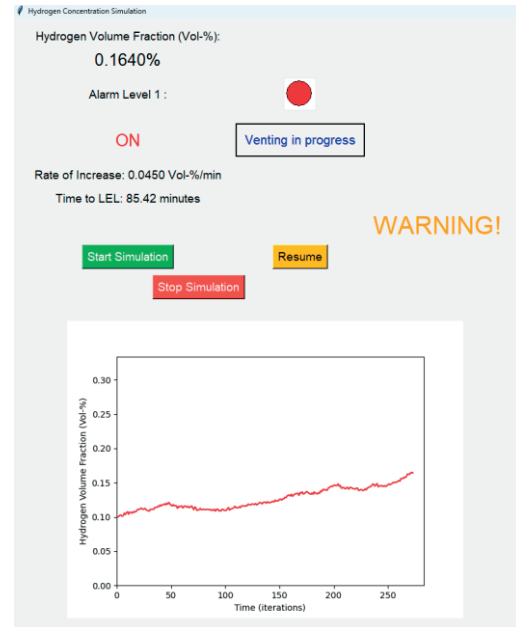 Hydrogen Concentration Simulation
Hydrogen Volume Fraction (Vol-%):
0.1640%
Alarm Level 1 :
ON
Venting in progress
Rate of Increase: 0.0450 Vol-%/min
Time to LEL: 85.42 minutes
WARNING!
Start Simulation
Resume
Stop Simulation
Hydrogen Volume Fraction (Vol-%)
0.30
0.25
0.20
0.15
0.10
0.05
0.00
0 50 100 150 200 250
Time (iterations)